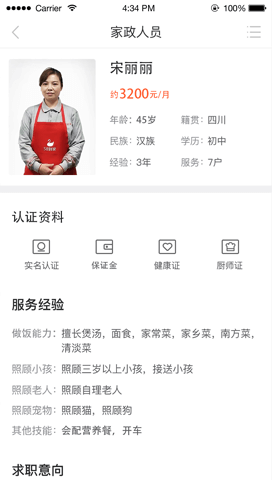 Carrier 4:34 PM 100%
家政人员
宋丽丽
约3200元/月
年龄：45岁 籍贯：四川
民族：汉族 学历：初中
经验：3年 服务：7户
认证资料
实名认证 保证金 健康证 厨师证
服务经验
做饭能力：擅长煲汤，面食，家常菜，家乡菜，南方菜，
清淡菜
照顾小孩：照顾三岁以上小孩，接送小孩
照顾老人：照顾自理老人
照顾宠物：照顾猫，照顾狗
其他技能：会配营养餐，开车
求职意向